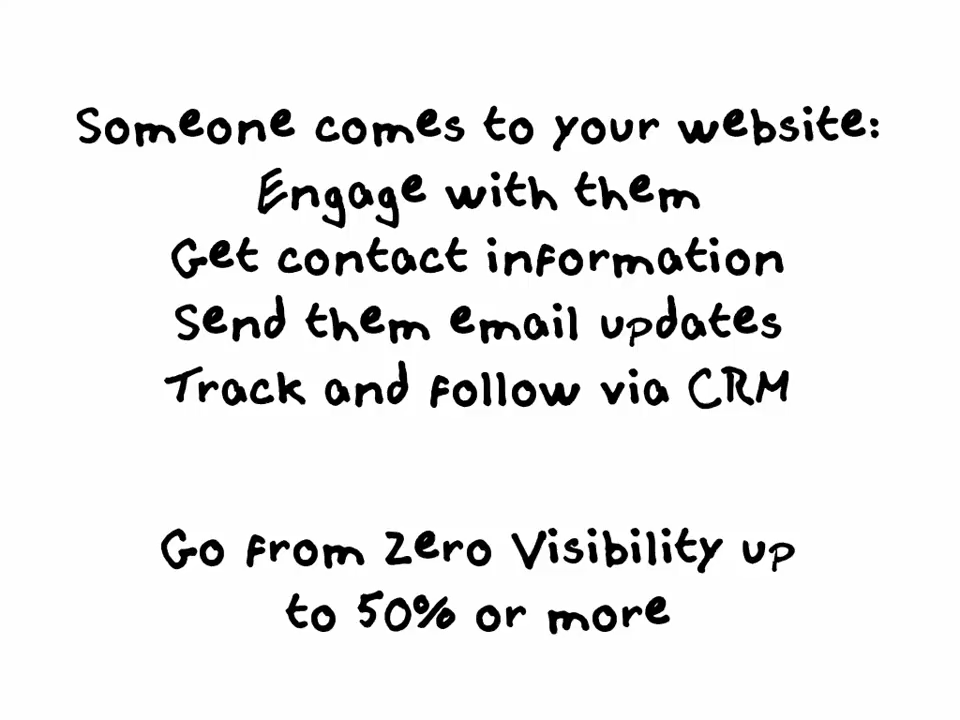 Someone comes to your website:
Engage with them
Get contact information
Send them email updates
Track and follow via CRM
Go from Zero Visibility up
to 50% or more